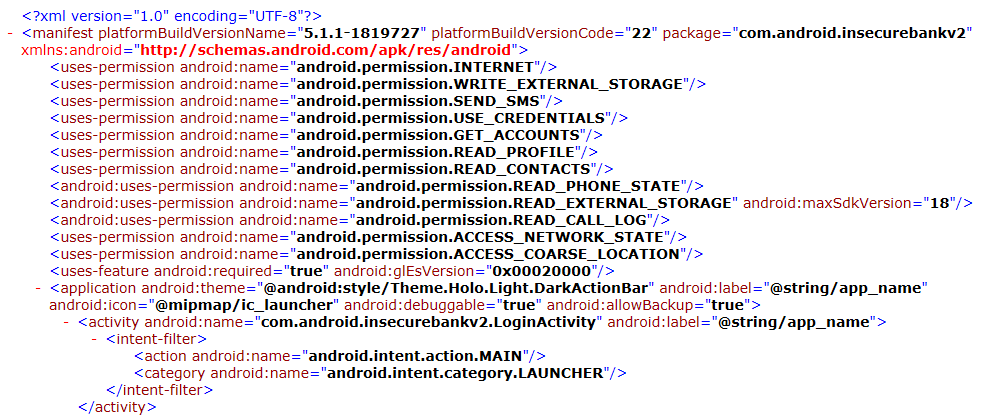 <?xml version="1.0" encoding="UTF-8"?>
- <manifest platformBuildVersionName="5.1.1-1819727" platformBuildVersionCode="22" package="com.android.insecurebankv2"
xmlns:android="http://schemas.android.com/apk/res/android">
<uses-permission android:name="android.permission.INTERNET"/>
<uses-permission android:name="android.permission.WRITE_EXTERNAL_STORAGE"/>
<uses-permission android:name="android.permission.SEND_SMS"/>
<uses-permission android:name="android.permission.USE_CREDENTIALS"/>
<uses-permission android:name="android.permission.GET_ACCOUNTS"/>
<uses-permission android:name="android.permission.READ_PROFILE"/>
<uses-permission android:name="android.permission.READ_CONTACTS"/>
<android:uses-permission android:name="android.permission.READ_PHONE_STATE"/>
<android:uses-permission android:name="android.permission.READ_EXTERNAL_STORAGE" android:maxSdkVersion="18"/>
<android:uses-permission android:name="android.permission.READ_CALL_LOG"/>
<uses-permission android:name="android.permission.ACCESS_NETWORK_STATE"/>
<uses-permission android:name="android.permission.ACCESS_COARSE_LOCATION"/>
<uses-feature android:required="true" android:glEsVersion="0x00020000"/>
- <application android:theme="@android:style/Theme.Holo.Light.DarkActionBar" android:label="@string/app_name"
android:icon="@mipmap/ic_launcher" android:debuggable="true" android:allowBackup="true">
- <activity android:name="com.android.insecurebankv2.LoginActivity" android:label="@string/app_name">
- <intent-filter>
<action android:name="android.intent.action.MAIN"/>
<category android:name="android.intent.category.LAUNCHER"/>
</intent-filter>
</activity>